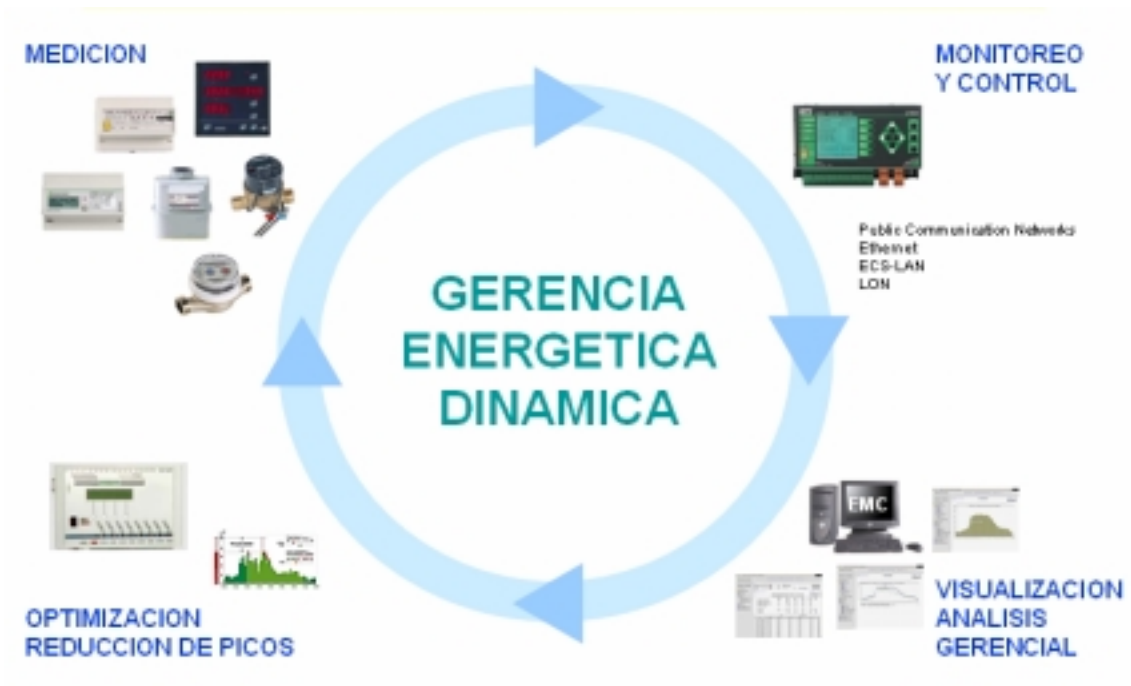 MEDICION
MONITOREO
Y CONTROL
Public Communication Networks
Ethernet
ECS-LAN
LON
GERENCIA
ENERGETICA
DINAMICA
EMC
OPTIMIZACION
REDUCCION DE PICOS
VISUALIZACION
ANALISIS
GERENCIAL